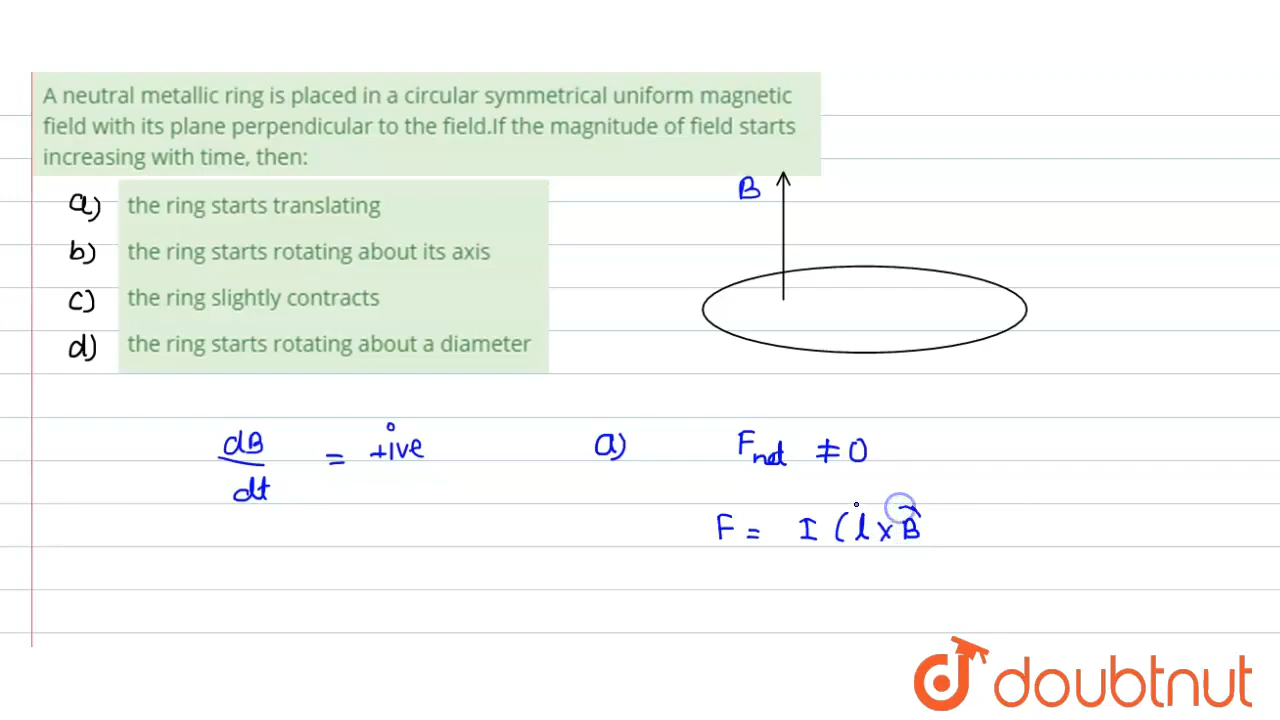 A neutral metallic ring is placed in a circular symmetrical uniform magnetic
field with its plane perpendicular to the field.If the magnitude of field starts
increasing with time, then:
a) the ring starts translating
b) the ring starts rotating about its axis
c) the ring slightly contracts
d) the ring starts rotating about a diameter
B
dB/dt = +ive
a) Fnet ≠ 0
F = I (l × B⃗
doubtnut